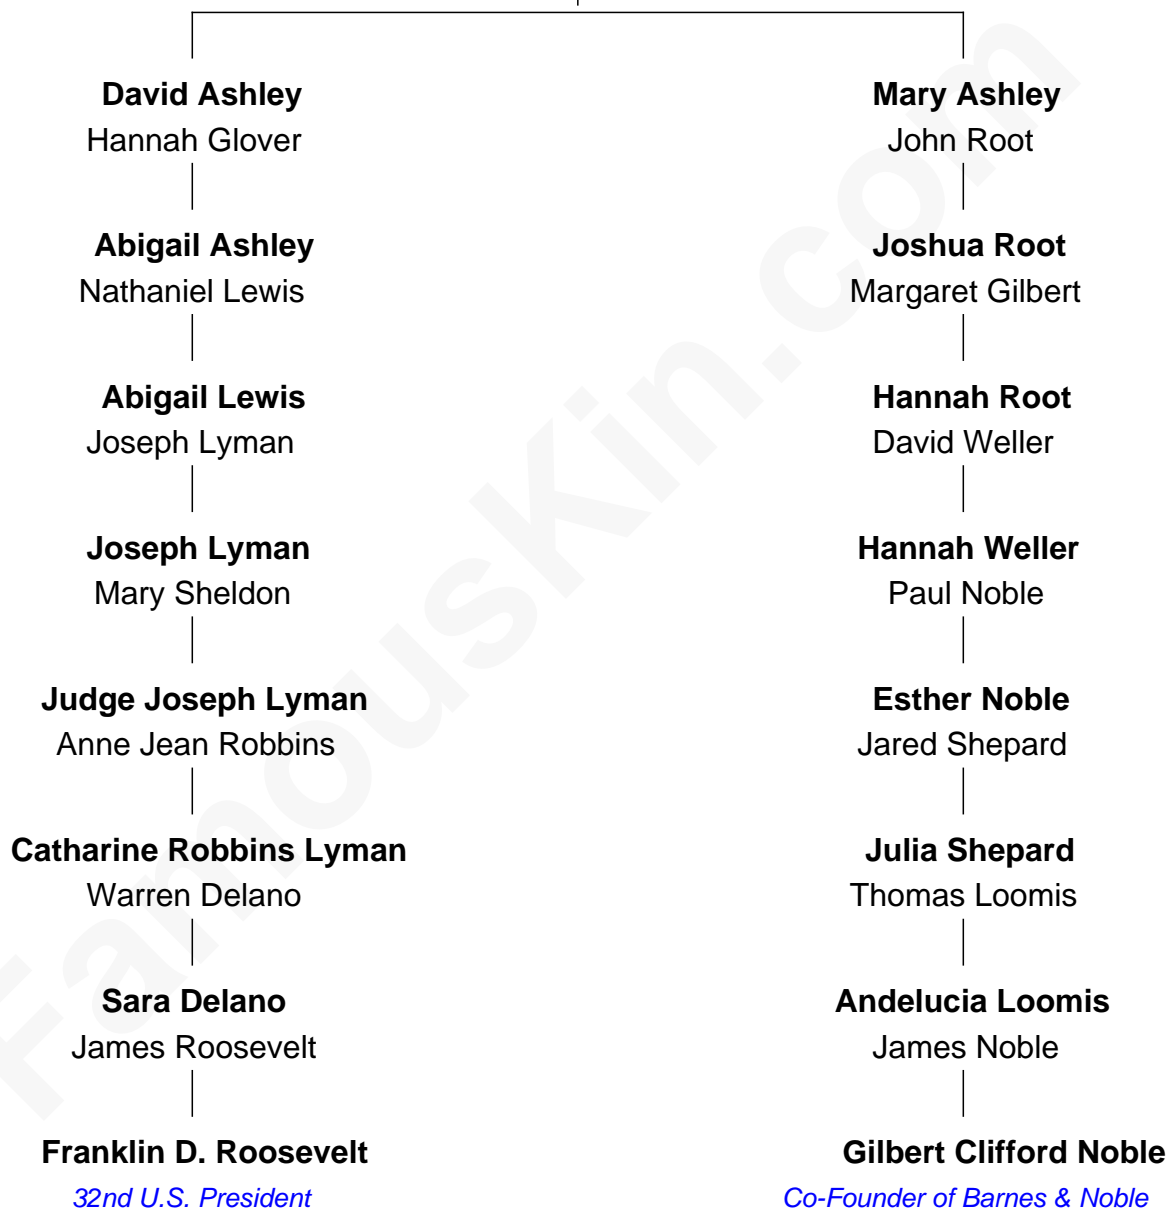 David Ashley
Hannah Glover
Mary Ashley
John Root
Abigail Ashley
Nathaniel Lewis
Joshua Root
Margaret Gilbert
Abigail Lewis
Joseph Lyman
Hannah Root
David Weller
Joseph Lyman
Mary Sheldon
Hannah Weller
Paul Noble
Judge Joseph Lyman
Anne Jean Robbins
Esther Noble
Jared Shepard
Catharine Robbins Lyman
Warren Delano
Julia Shepard
Thomas Loomis
Sara Delano
James Roosevelt
Andelucia Loomis
James Noble
Franklin D. Roosevelt
32nd U.S. President
Gilbert Clifford Noble
Co-Founder of Barnes & Noble
FamousKin.com